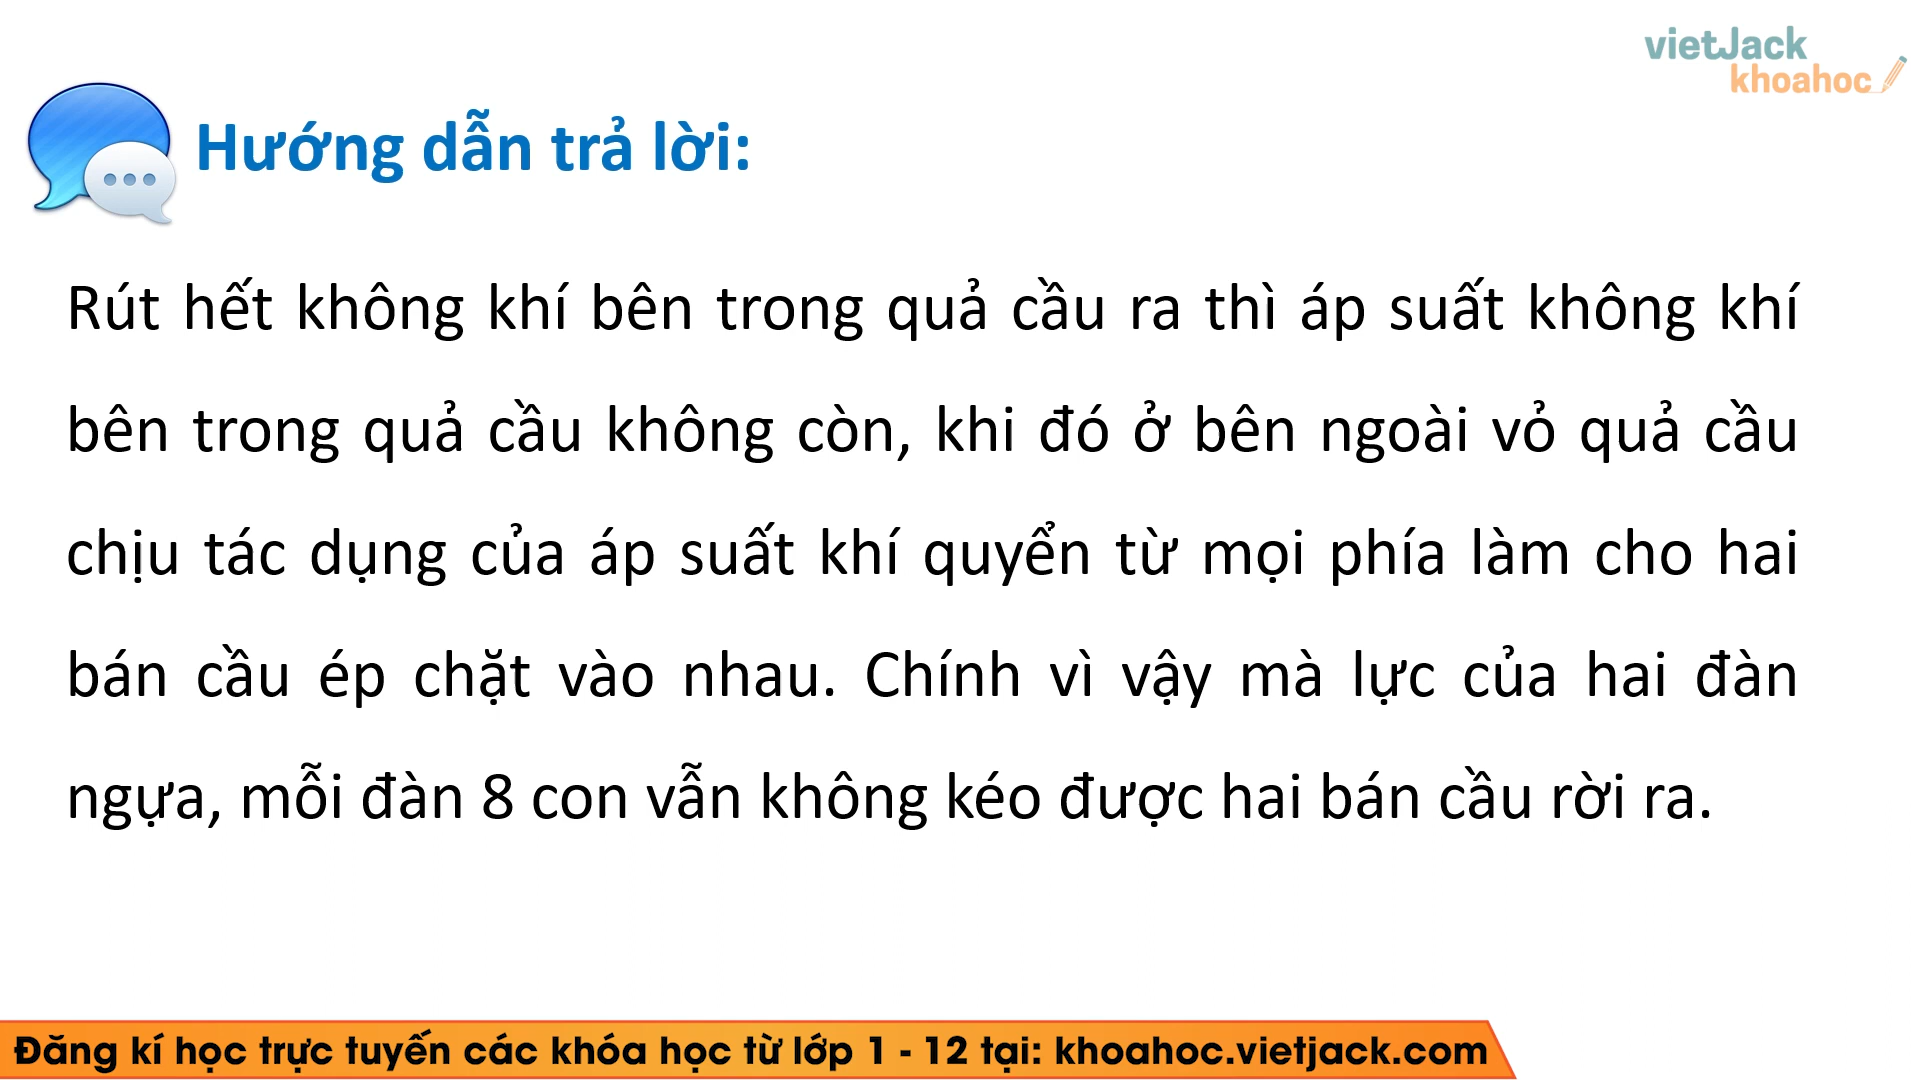 vietJack
khoahoc
Hướng dẫn trả lời:
Rút hết không khí bên trong quả cầu ra thì áp suất không khí
bên trong quả cầu không còn, khi đó ở bên ngoài vỏ quả cầu
chịu tác dụng của áp suất khí quyển từ mọi phía làm cho hai
bán cầu ép chặt vào nhau. Chính vì vậy mà lực của hai đàn
ngựa, mỗi đàn 8 con vẫn không kéo được hai bán cầu rời ra.
Đăng kí học trực tuyến các khóa học từ lớp 1 - 12 tại: khoahoc.vietjack.com